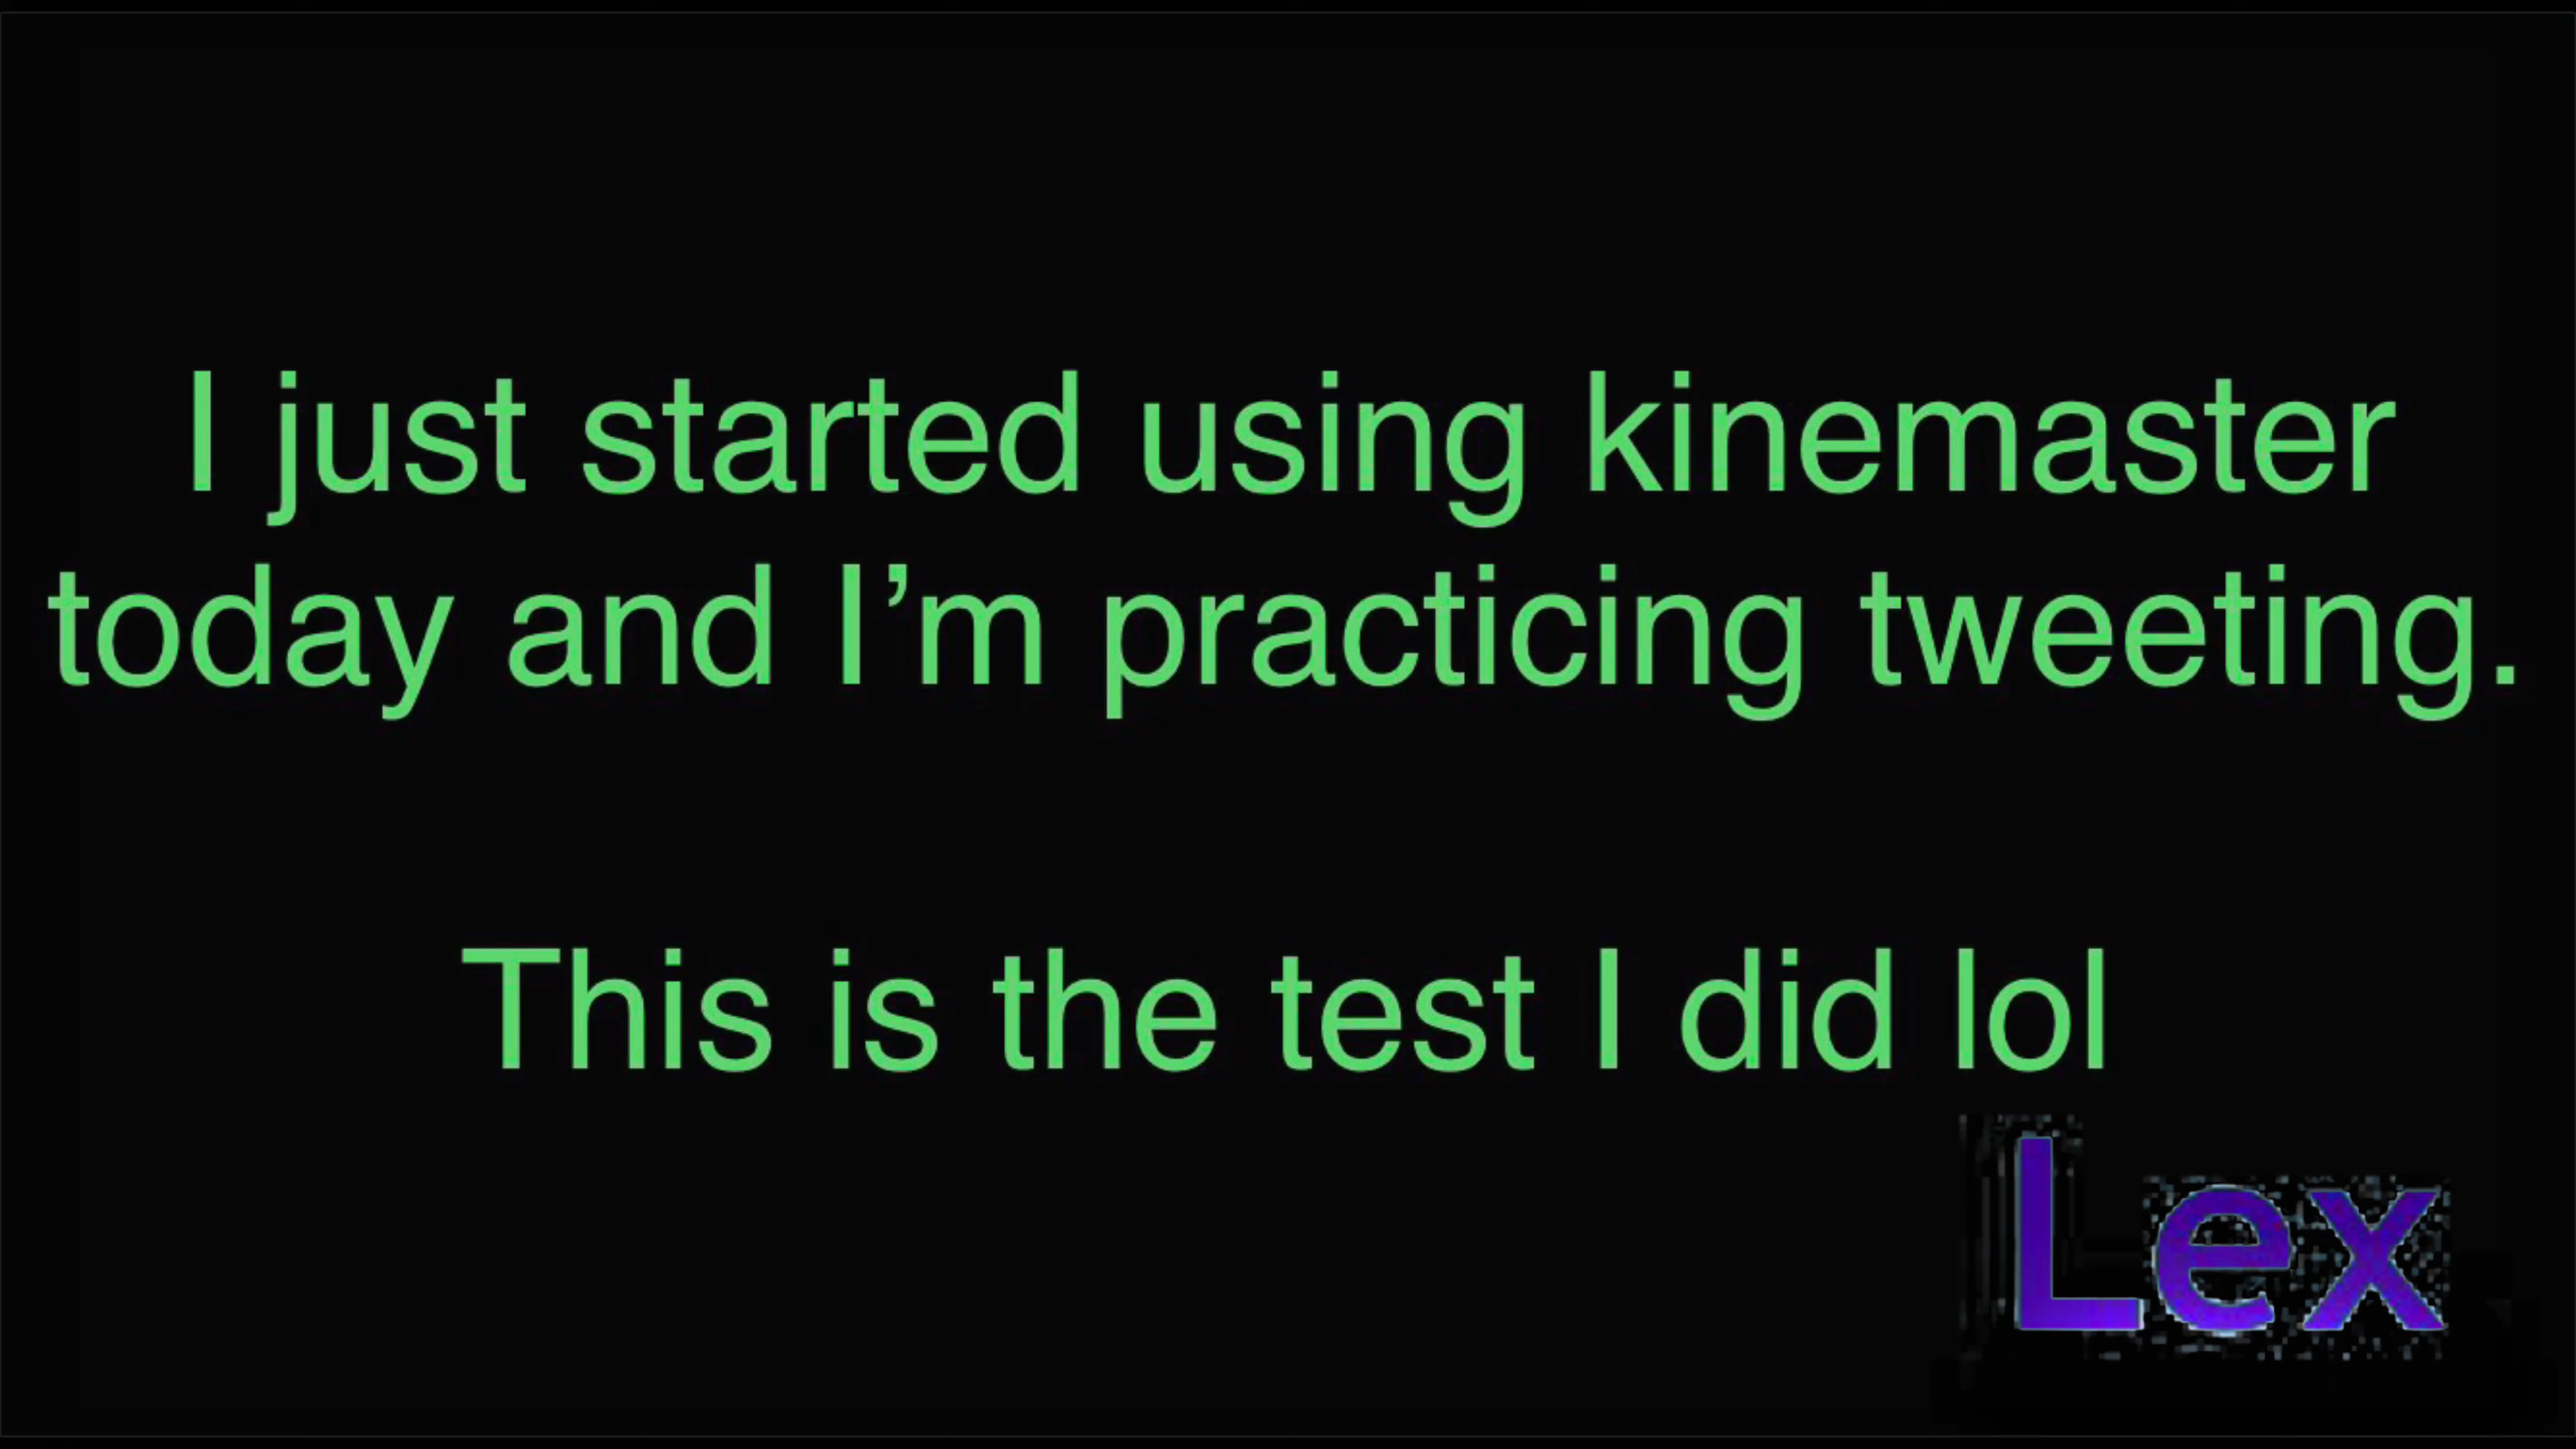 I just started using kinemaster
today and I’m practicing tweeting.
This is the test I did lol
Lex